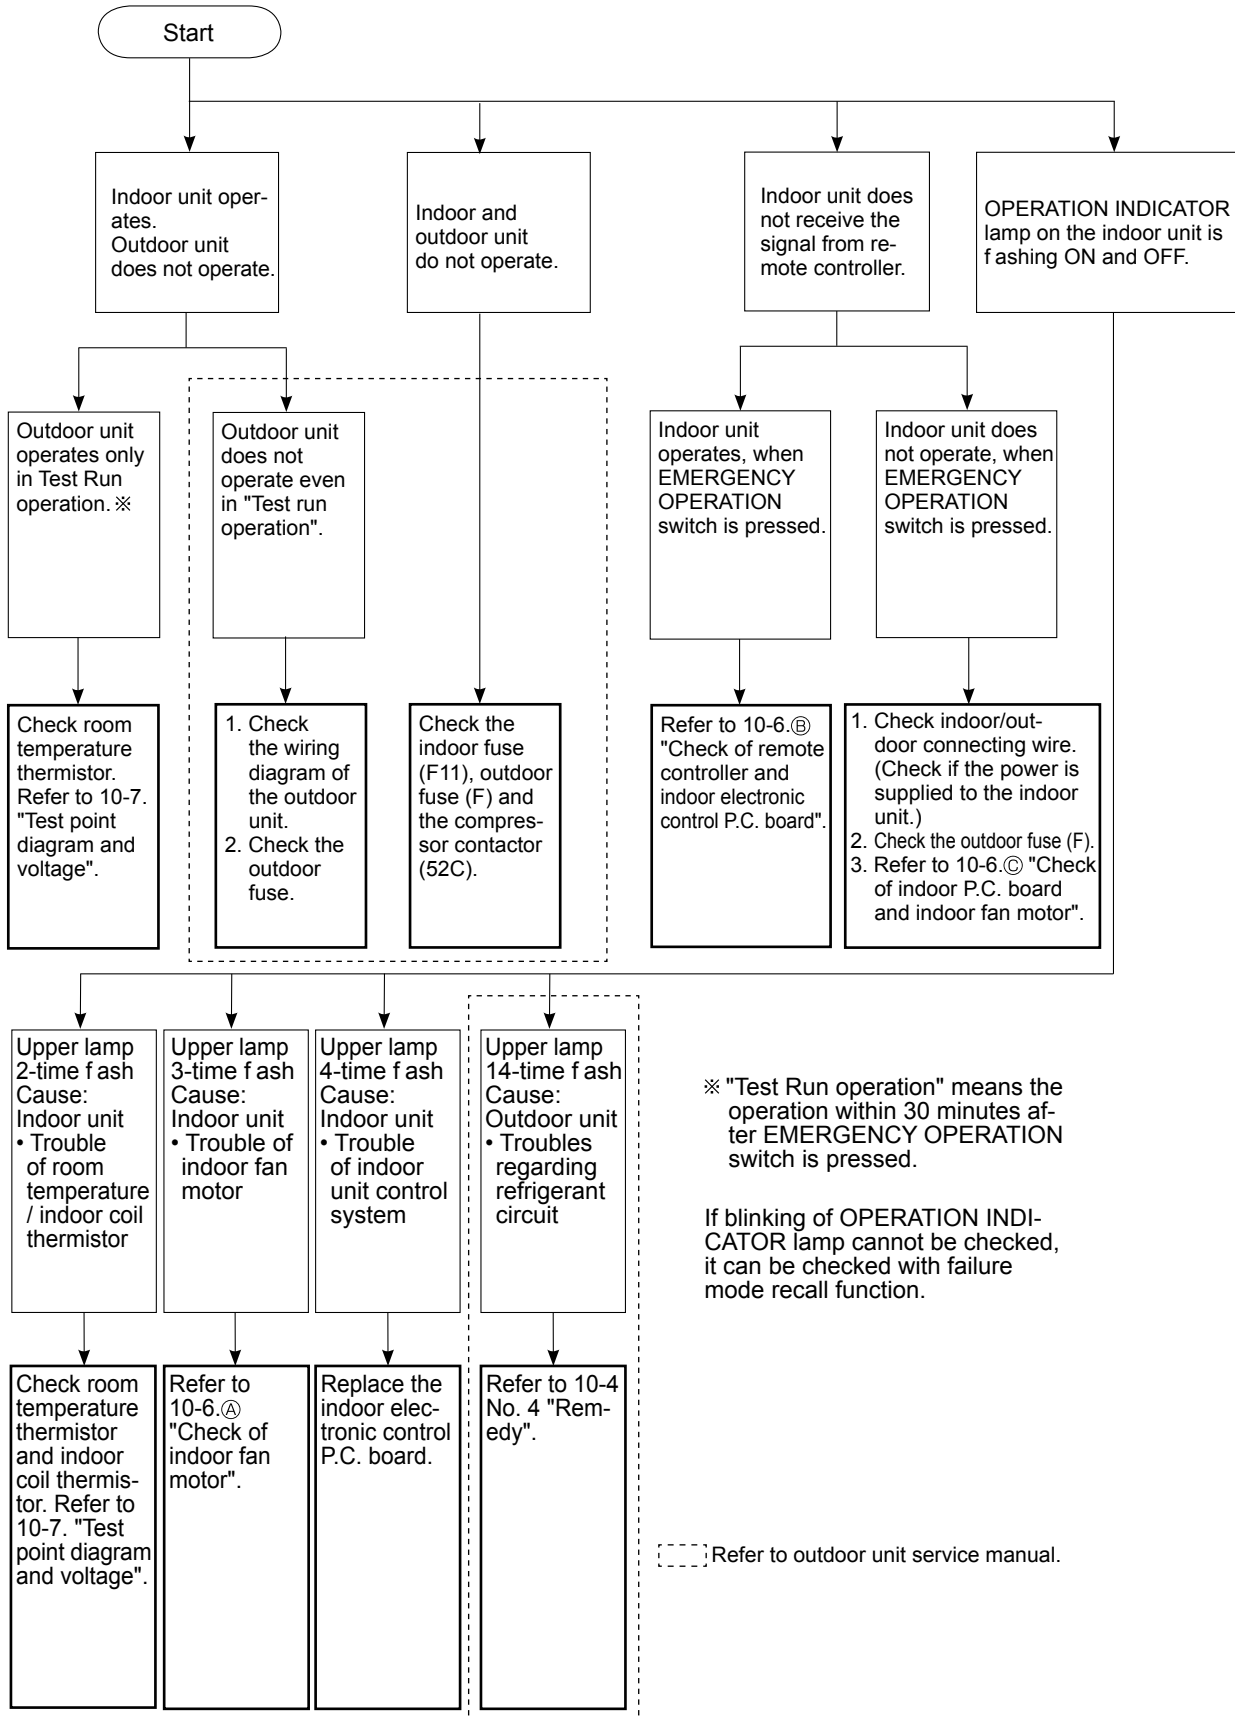 Start
Indoor unit oper-
ates.
Outdoor unit
does not operate.
Indoor and
outdoor unit
do not operate.
Indoor unit does
not receive the
signal from re-
mote controller.
OPERATION INDICATOR
lamp on the indoor unit is
f ashing ON and OFF.
Outdoor unit
operates only
in Test Run
operation. ※
Outdoor unit
does not
operate even
in "Test run
operation".
Indoor unit
operates, when
EMERGENCY
OPERATION
switch is pressed.
Indoor unit does
not operate, when
EMERGENCY
OPERATION
switch is pressed.
Check room
temperature
thermistor.
Refer to 10-7.
"Test point
diagram and
voltage".
1. Check
the wiring
diagram of
the outdoor
unit.
2. Check the
outdoor
fuse.
Check the
indoor fuse
(F11), outdoor
fuse (F) and
the compres-
sor contactor
(52C).
Refer to 10-6.Ⓑ
"Check of remote
controller and
indoor electronic
control P.C. board".
1. Check indoor/out-
door connecting wire.
(Check if the power is
supplied to the indoor
unit.)
2. Check the outdoor fuse (F).
3. Refer to 10-6.Ⓒ "Check
of indoor P.C. board
and indoor fan motor".
Upper lamp
2-time f ash
Cause:
Indoor unit
• Trouble
of room
temperature
/ indoor coil
thermistor
Upper lamp
3-time f ash
Cause:
Indoor unit
• Trouble of
indoor fan
motor
Upper lamp
4-time f ash
Cause:
Indoor unit
• Trouble
of indoor
unit control
system
Upper lamp
14-time f ash
Cause:
Outdoor unit
• Troubles
regarding
refrigerant
circuit
※ "Test Run operation" means the
operation within 30 minutes af-
ter EMERGENCY OPERATION
switch is pressed.
If blinking of OPERATION INDI-
CATOR lamp cannot be checked,
it can be checked with failure
mode recall function.
Check room
temperature
thermistor
and indoor
coil thermis-
tor. Refer to
10-7. "Test
point diagram
and voltage".
Refer to
10-6.Ⓐ
"Check of
indoor fan
motor".
Replace the
indoor elec-
tronic control
P.C. board.
Refer to 10-4
No. 4 "Rem-
edy".
Refer to outdoor unit service manual.